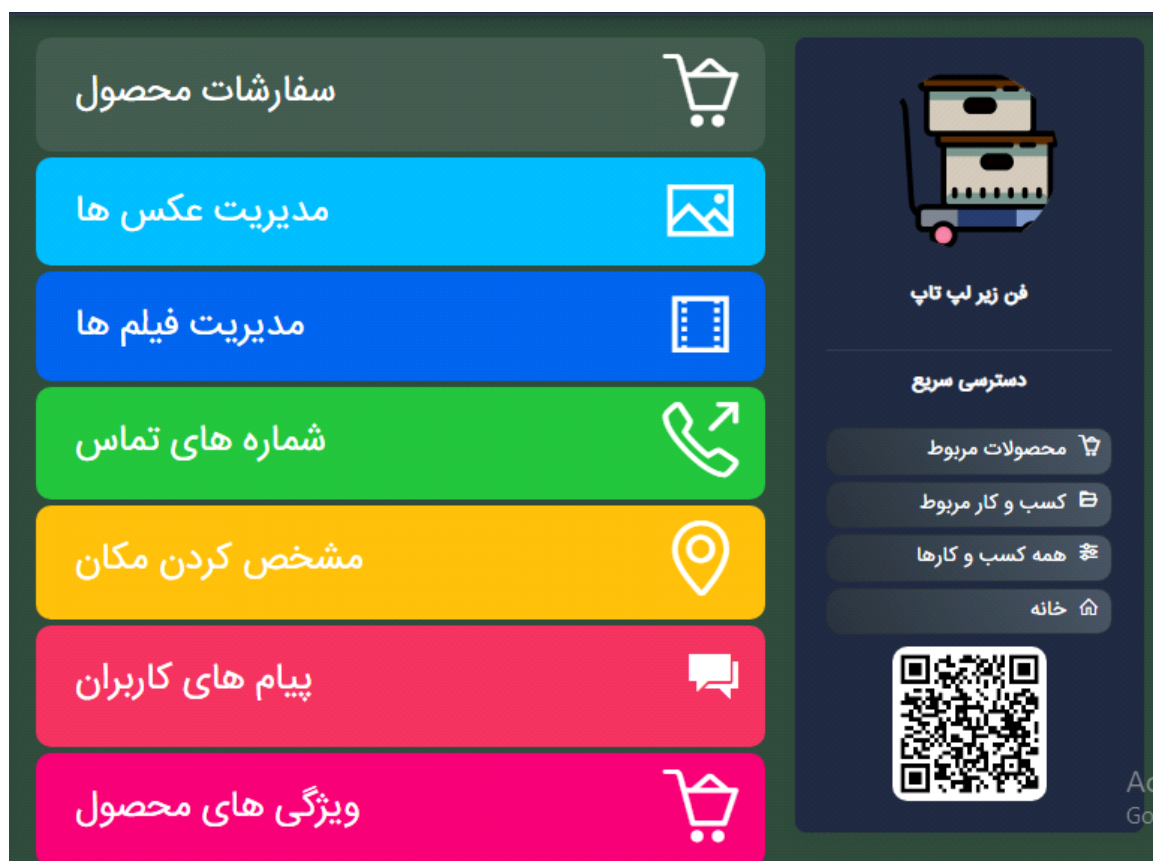 سفارشات محصول
مدیریت عکس ها
مدیریت فیلم ها
شماره های تماس
مشخص کردن مکان
پیام های کاربران
ویژگی های محصول
فن زیر لپ تاپ
دسترسی سریع
محصولات مربوط
کسب و کار مربوط
همه کسب و کارها
خانه